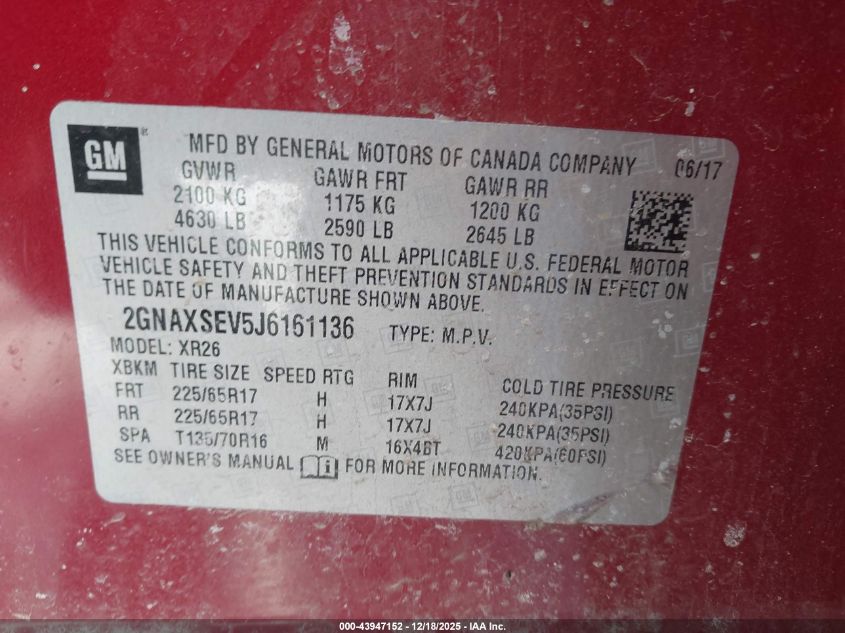 GM ®
MFD BY GENERAL MOTORS OF CANADA COMPANY 06/17
GVWR GAWR FRT GAWR RR
2100 KG 1175 KG 1200 KG
4630 LB 2590 LB 2645 LB
THIS VEHICLE CONFORMS TO ALL APPLICABLE U.S. FEDERAL MOTOR
VEHICLE SAFETY AND THEFT PREVENTION STANDARDS IN EFFECT ON
THE DATE OF MANUFACTURE SHOWN ABOVE.
2GNAXSEV5J6161136 TYPE: M.P.V.
MODEL: XR26
XBKM TIRE SIZE SPEED RTG RIM COLD TIRE PRESSURE
FRT 225/65R17 H 17X7J 240KPA(35PSI)
RR 225/65R17 H 17X7J 240KPA(35PSI)
SPA T135/70R16 M 16X4BT 420KPA(60PSI)
SEE OWNER'S MANUAL i FOR MORE INFORMATION.
000-43947152 - 12/18/2025 - IAA Inc.